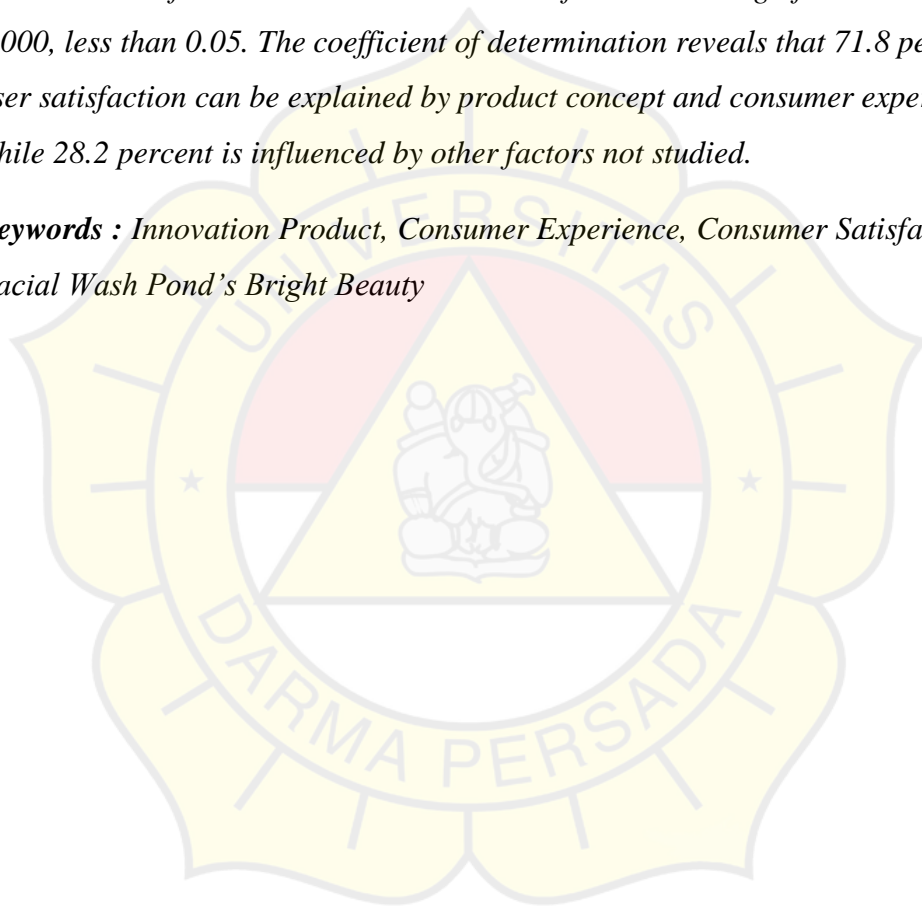 000, less than 0.05. The coefficient of determination reveals that 71.8 pe
ser satisfaction can be explained by product concept and consumer expe
hile 28.2 percent is influenced by other factors not studied.
eywords : Innovation Product, Consumer Experience, Consumer Satisfa
acial Wash Pond’s Bright Beauty
UNIVERSITAS
DARMA PERSADA